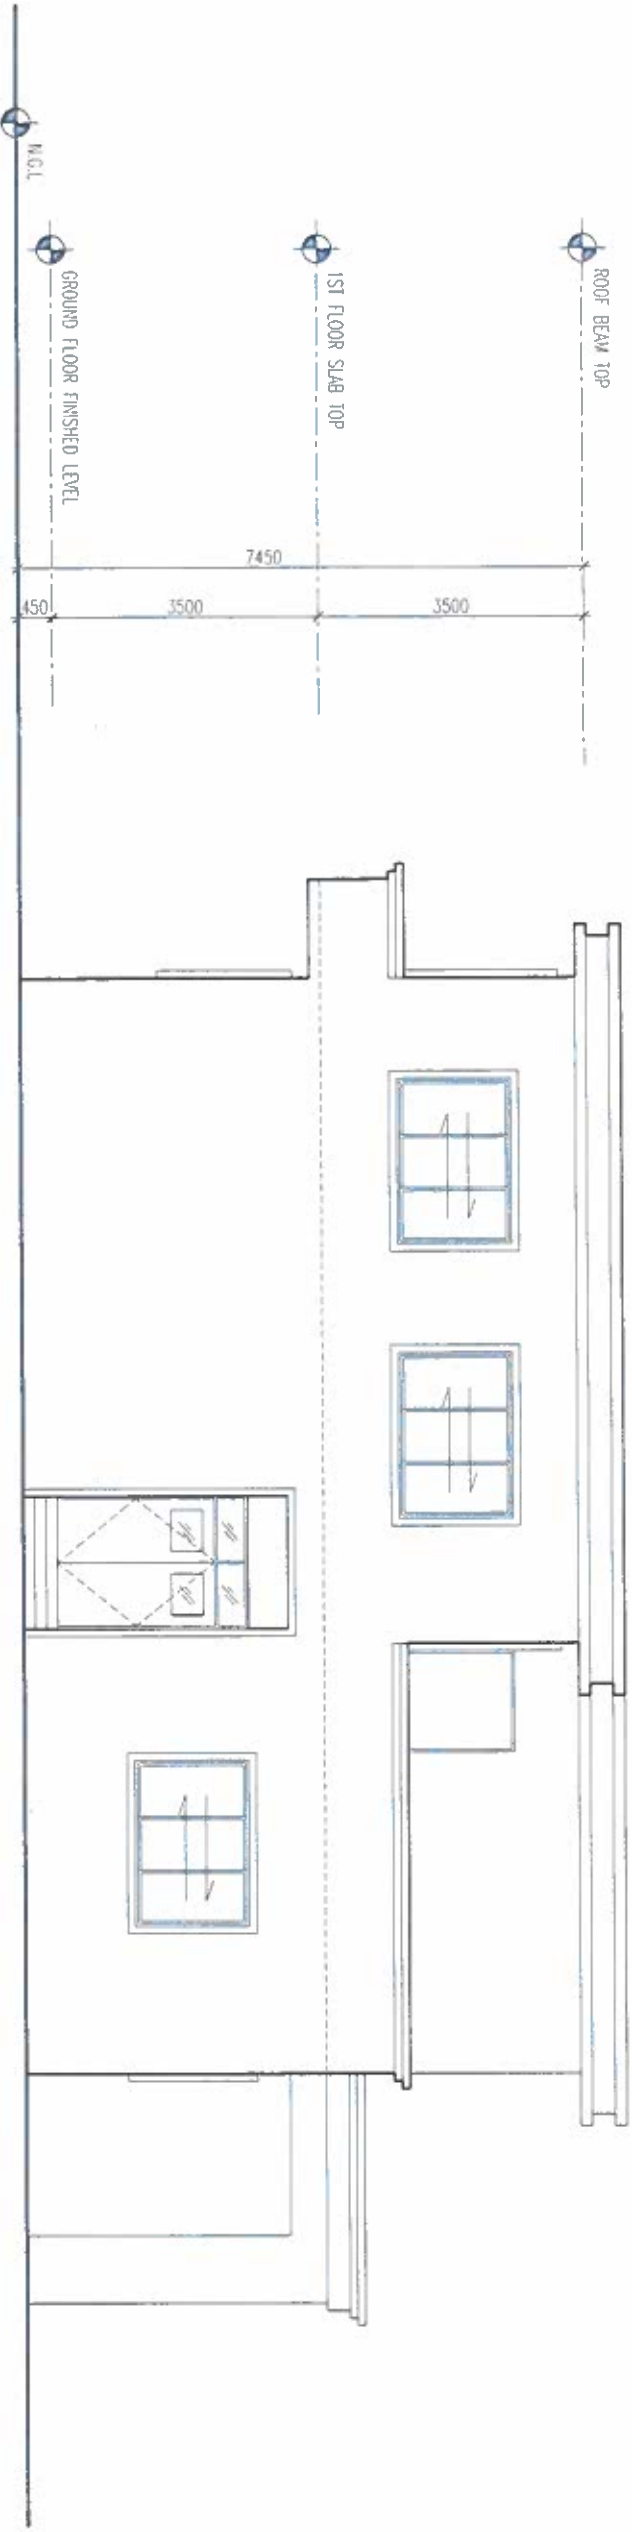 ROOF BEAM TOP
1ST FLOOR SLAB TOP
GROUND FLOOR FINISHED LEVEL
N.G.L
7450
3500
3500
450